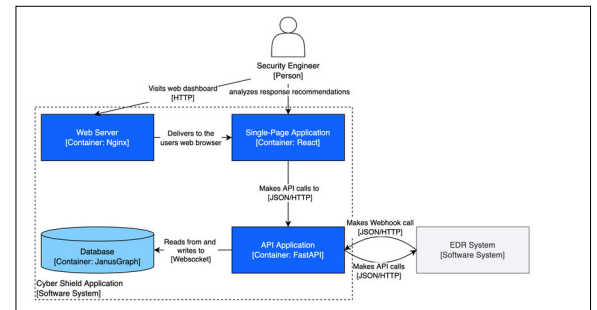 Security Engineer
[Person]
Visits web dashboard
[HTTP]
analyzes response recommendations
Web Server
[Container: Nginx]
Delivers to the
users web browser
Single-Page Application
[Container: React]
Makes API calls to
[JSON/HTTP]
Makes Webhook call
[JSON/HTTP]
Database
[Container: JanusGraph]
Reads from and
writes to
[Websocket]
API Application
[Container: FastAPI]
EDR System
[Software System]
Makes API calls
[JSON/HTTP]
Cyber Shield Application
[Software System]